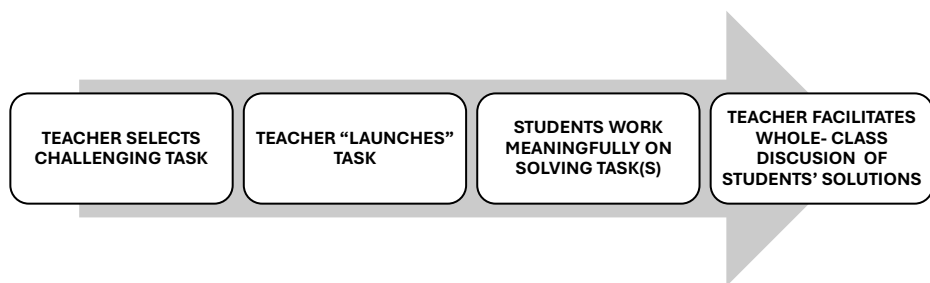 TEACHER SELECTS
CHALLENGING TASK
TEACHER “LAUNCHES”
TASK
STUDENTS WORK
MEANINGFULLY ON
SOLVING TASK(S)
TEACHER FACILITATES
WHOLE- CLASS
DISCUSION OF
STUDENTS’ SOLUTIONS